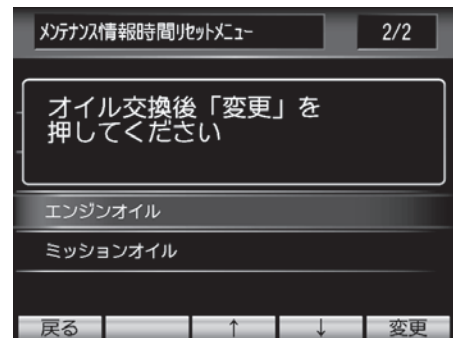 ﾒﾝﾃﾅﾝｽ情報時間ﾘｾｯﾄﾒﾆｭｰ 2/2
オイル交換後「変更」を
押してください
エンジンオイル
ミッションオイル
戻る ↑ ↓ 変更